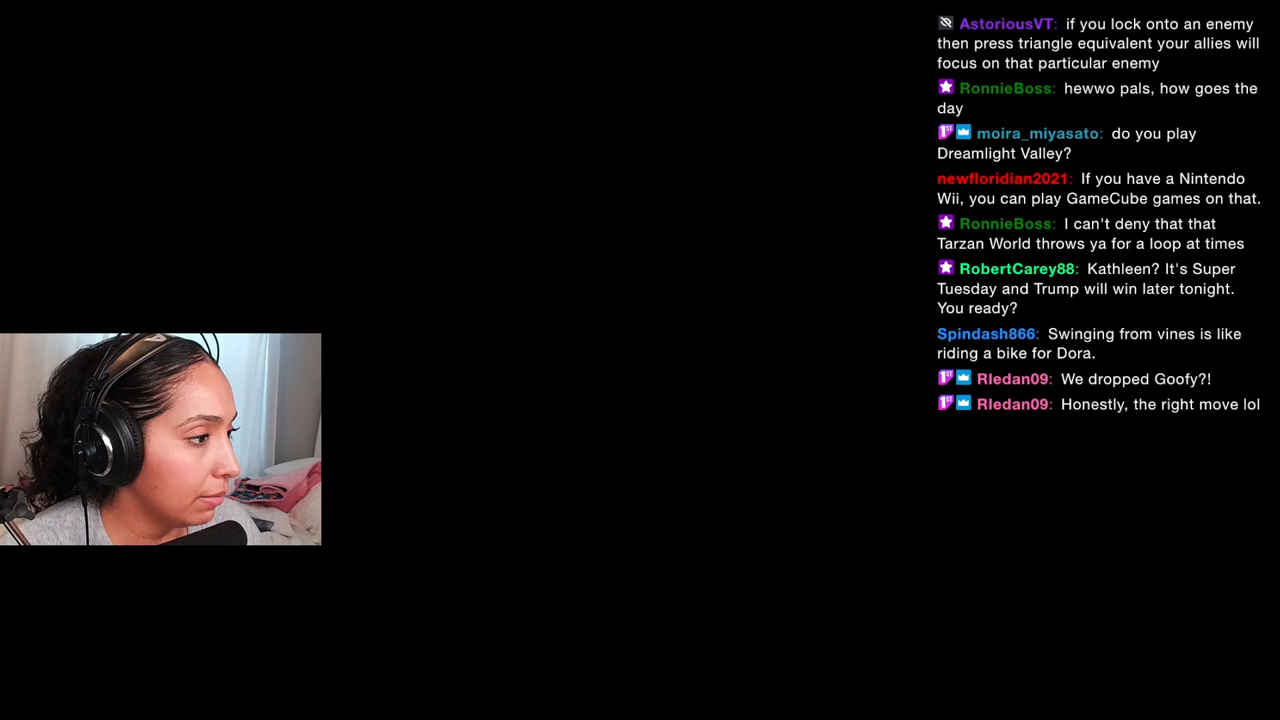 AstoriousVT: if you lock onto an enemy
then press triangle equivalent your allies will
focus on that particular enemy
RonnieBoss: hewwo pals, how goes the
day
moira_miyasato: do you play
Dreamlight Valley?
newfloridian2021: If you have a Nintendo
Wii, you can play GameCube games on that.
RonnieBoss: I can't deny that that
Tarzan World throws ya for a loop at times
RobertCarey88: Kathleen? It's Super
Tuesday and Trump will win later tonight.
You ready?
Spindash866: Swinging from vines is like
riding a bike for Dora.
1ST Rledan09: We dropped Goofy?!
1ST Rledan09: Honestly, the right move lol